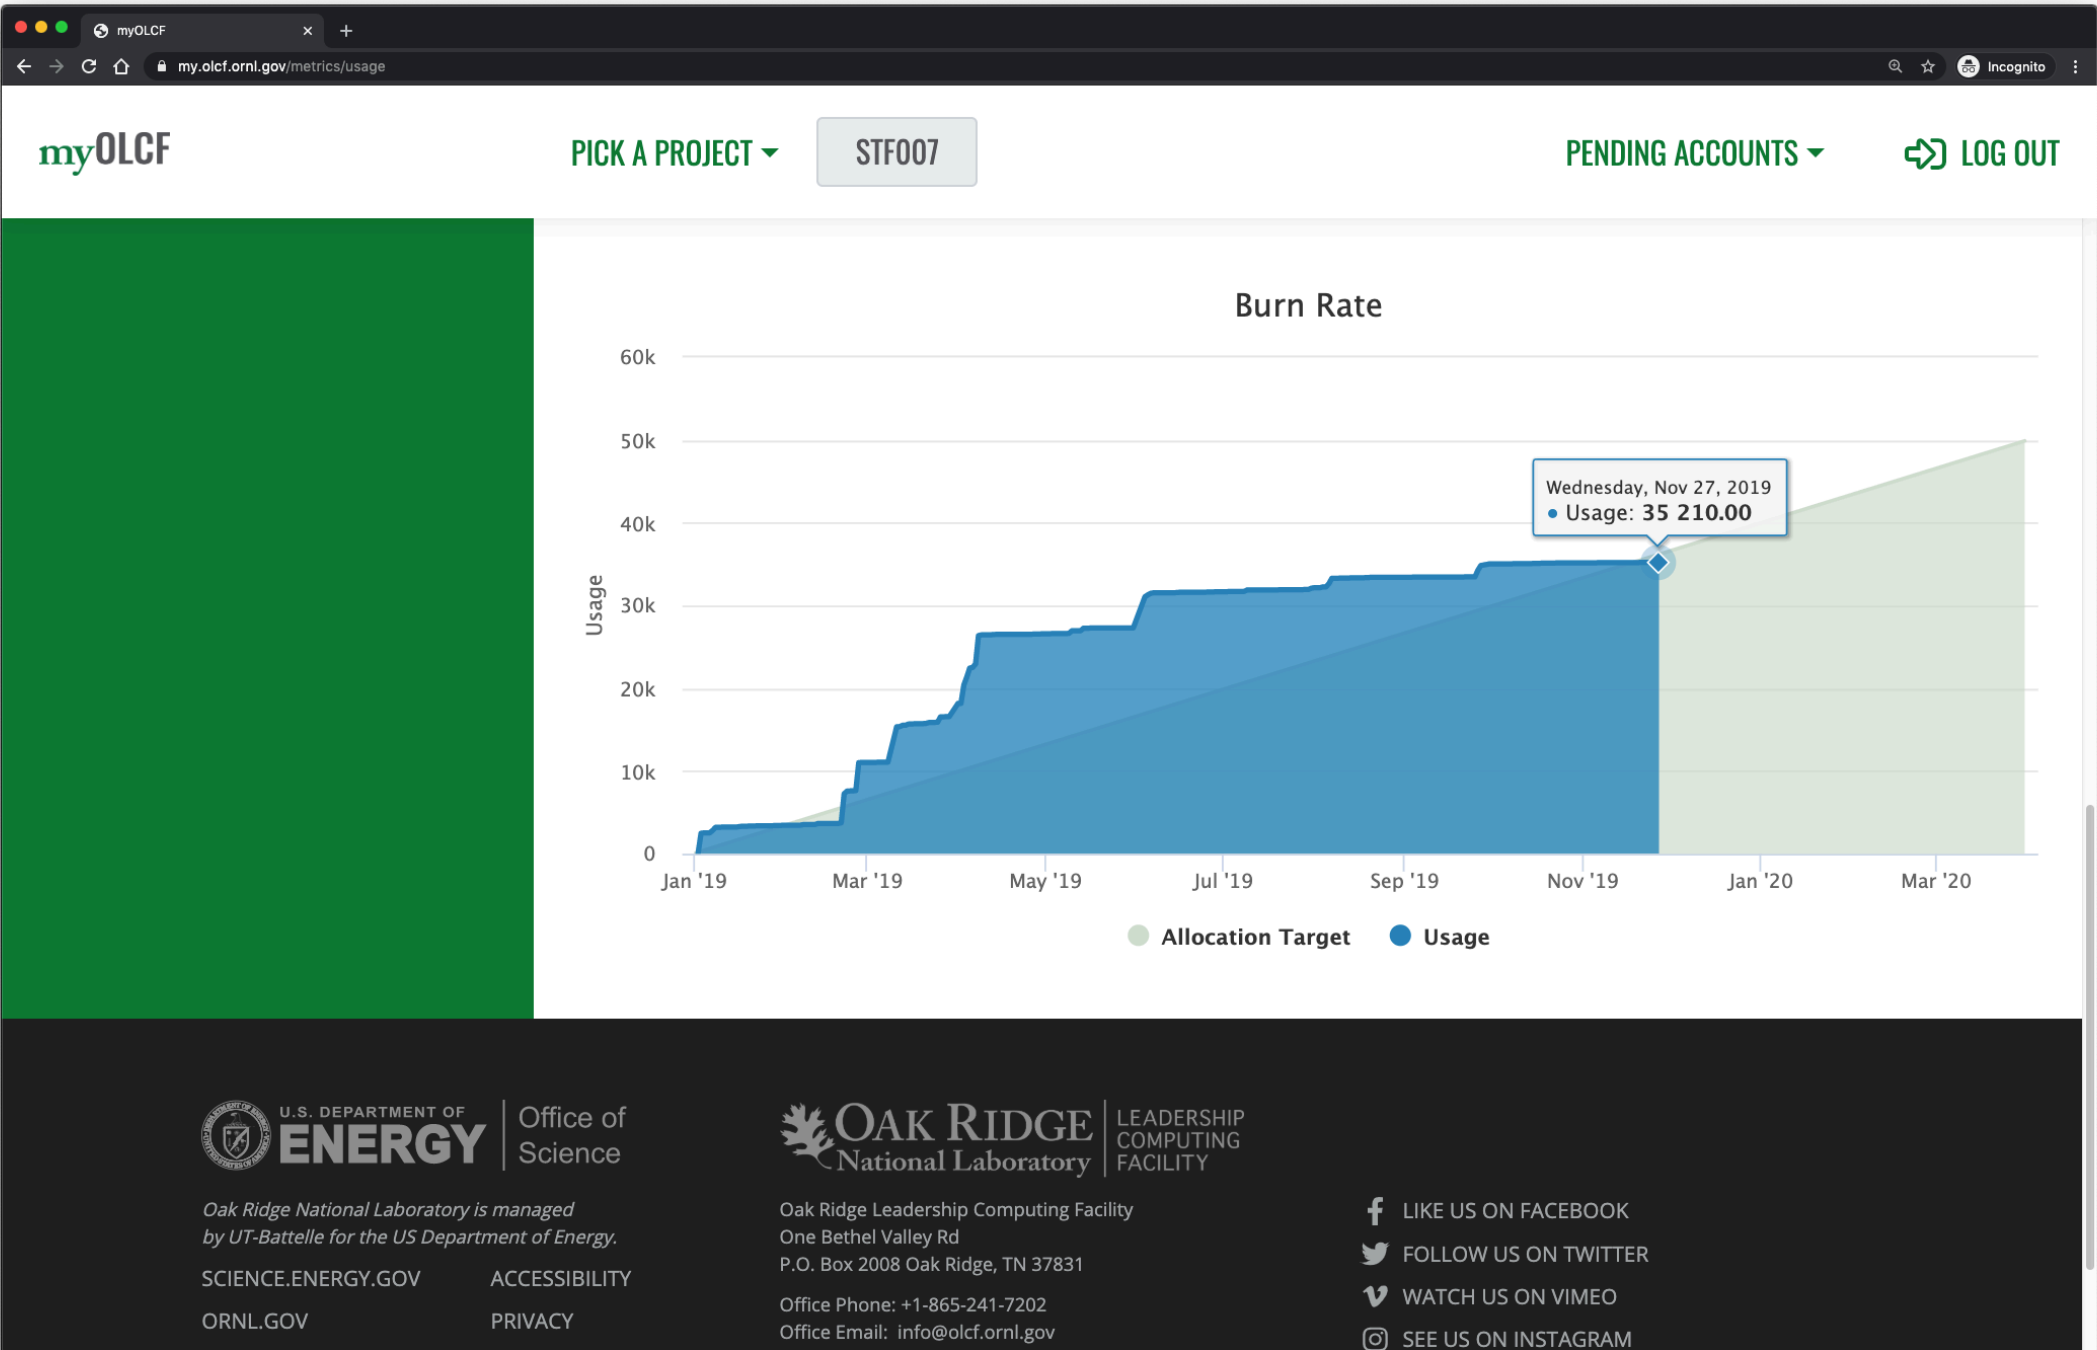 myOLCF
my.olcf.ornl.gov/metrics/usage
Incognito
myOLCF
PICK A PROJECT
STF007
PENDING ACCOUNTS
LOG OUT
Burn Rate
60k
50k
40k
30k
20k
10k
0
Usage
Wednesday, Nov 27, 2019
Usage: 35 210.00
Jan '19
Mar '19
May '19
Jul '19
Sep '19
Nov '19
Jan '20
Mar '20
Allocation Target
Usage
U.S. DEPARTMENT OF
ENERGY
Office of
Science
Oak Ridge National Laboratory is managed
by UT-Battelle for the US Department of Energy.
SCIENCE.ENERGY.GOV
ACCESSIBILITY
ORNL.GOV
PRIVACY
OAK RIDGE
National Laboratory
LEADERSHIP
COMPUTING
FACILITY
Oak Ridge Leadership Computing Facility
One Bethel Valley Rd
P.O. Box 2008 Oak Ridge, TN 37831
Office Phone: +1-865-241-7202
Office Email: info@olcf.ornl.gov
LIKE US ON FACEBOOK
FOLLOW US ON TWITTER
WATCH US ON VIMEO
SEE US ON INSTAGRAM